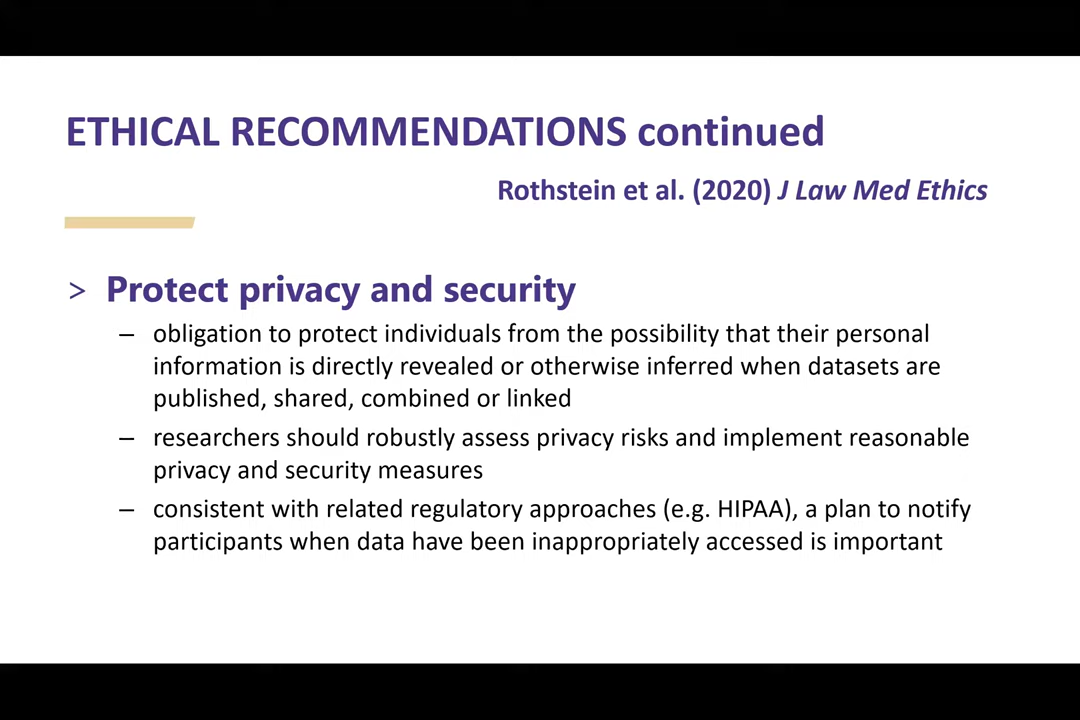 ETHICAL RECOMMENDATIONS continued
Rothstein et al. (2020) J Law Med Ethics
> Protect privacy and security
– obligation to protect individuals from the possibility that their personal
information is directly revealed or otherwise inferred when datasets are
published, shared, combined or linked
– researchers should robustly assess privacy risks and implement reasonable
privacy and security measures
– consistent with related regulatory approaches (e.g. HIPAA), a plan to notify
participants when data have been inappropriately accessed is important